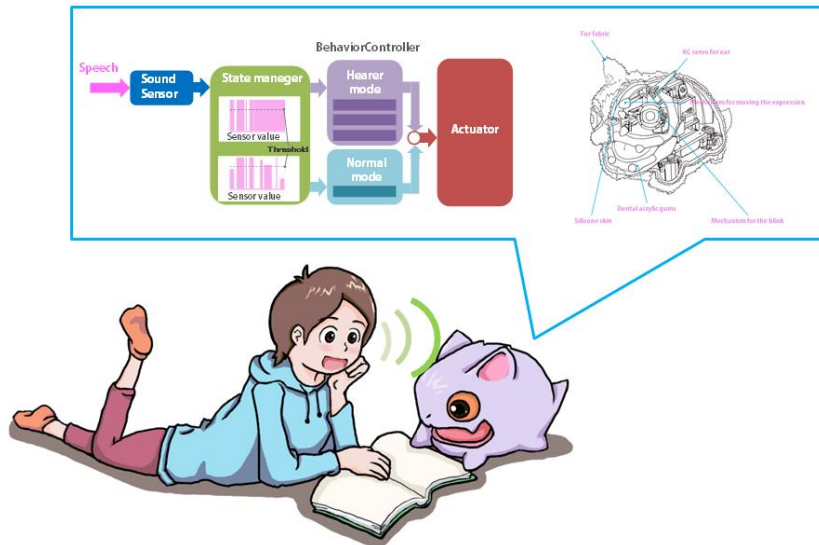 BehaviorController
Speech
Sound
Sensor
State maneger
Sensor value
Threshold
Sensor value
Hearer
mode
Normal
mode
Actuator
Fur fabric
RC servo for ear
Mechanism for moving the expression
Dental acrylic gums
Silicone skin
Mechanism for the blink